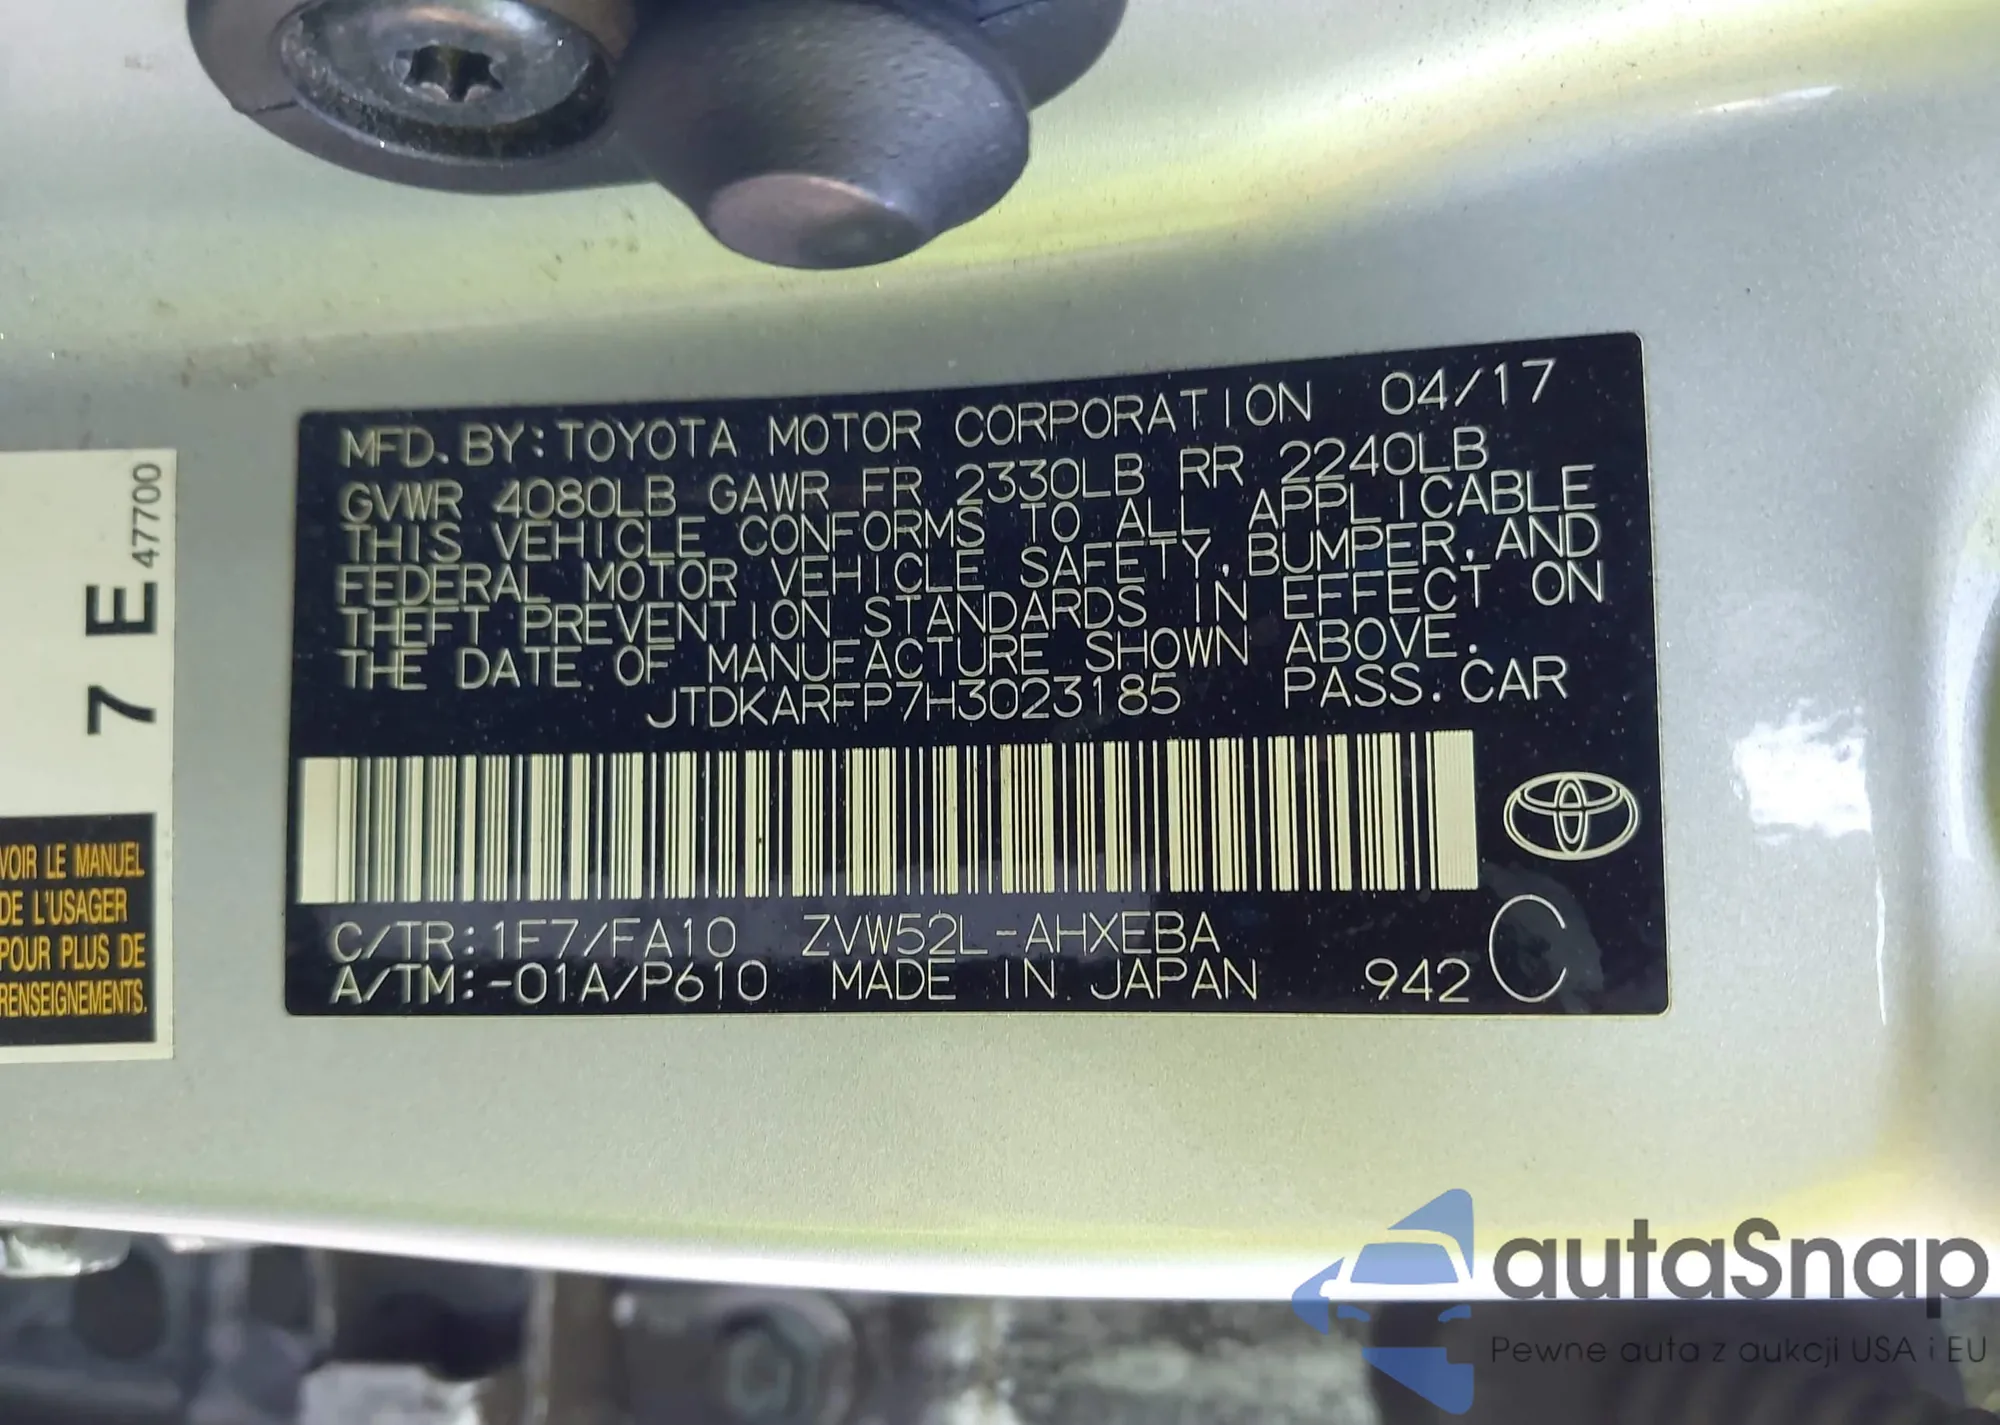 MFD. BY: TOYOTA MOTOR CORPORATION 04/17
GVWR 4080LB GAWR FR 2330LB RR 2240LB
THIS VEHICLE CONFORMS TO ALL APPLICABLE
FEDERAL MOTOR VEHICLE SAFETY, BUMPER, AND
THEFT PREVENTION STANDARDS IN EFFECT ON
THE DATE OF MANUFACTURE SHOWN ABOVE.
JTDKARFP7H3023185 PASS. CAR
C/TR: 1F7/FA10 ZVW52L-AHXEBA
A/TM: -01A/P610 MADE IN JAPAN 942 C
7 E 47700
VOIR LE MANUEL
DE L'USAGER
POUR PLUS DE
RENSEIGNEMENTS.
autaSnap
Pewne auta z aukcji USA i EU